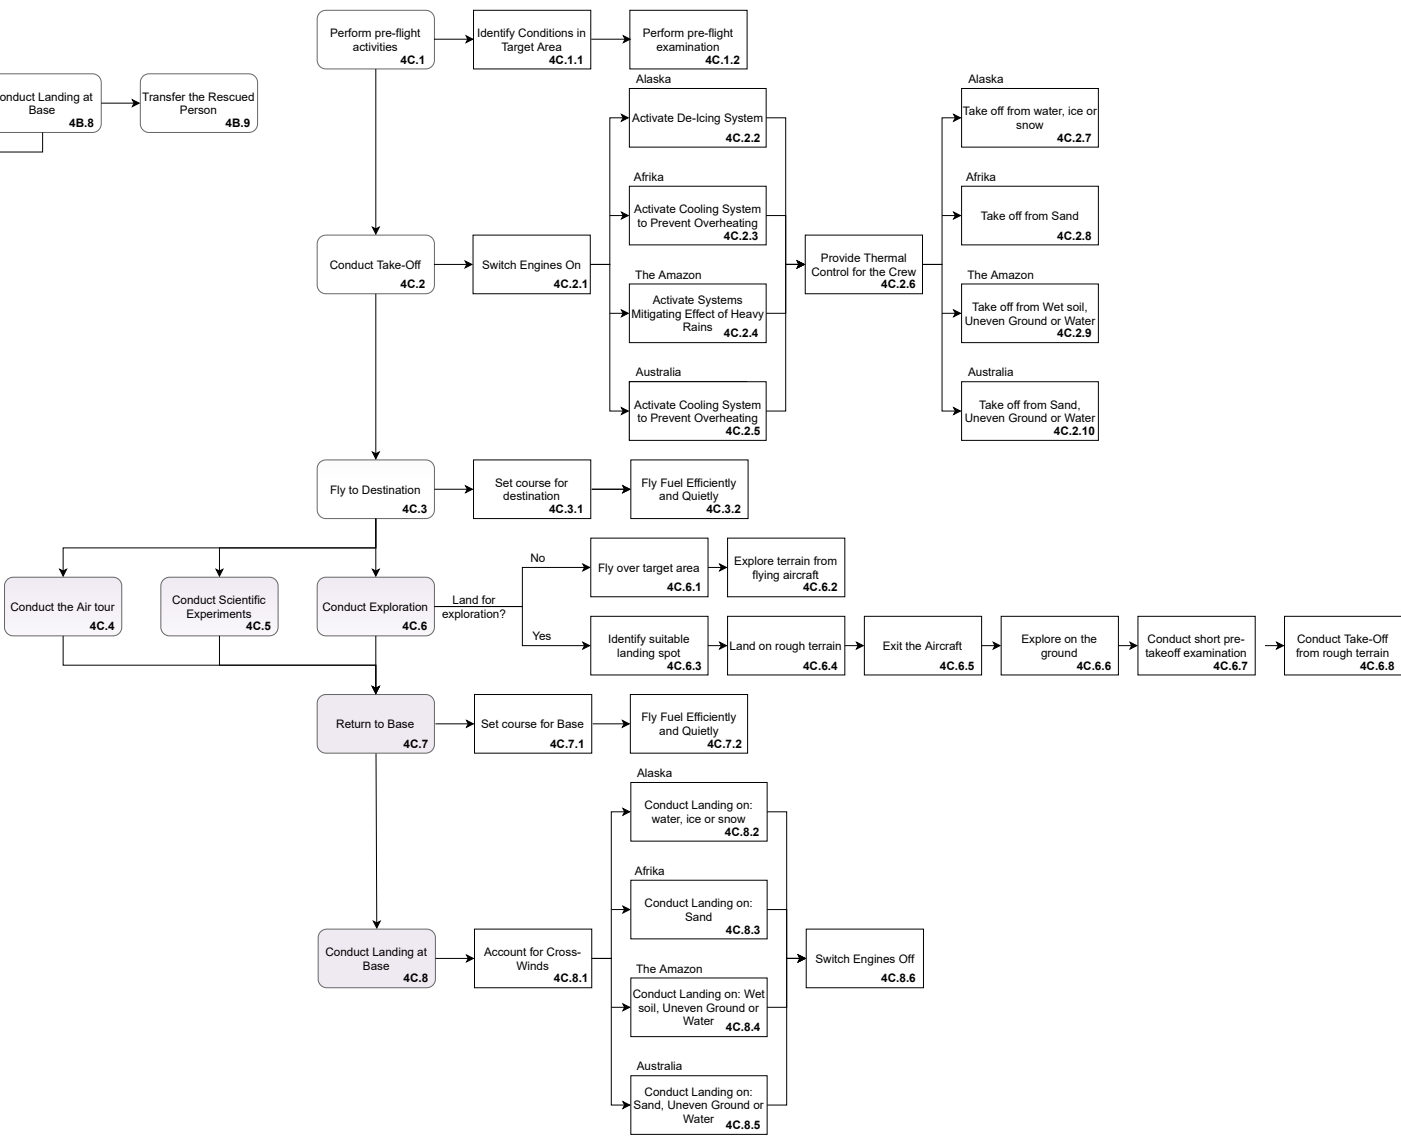 Perform pre-flight
activities
4C.1
Identify Conditions in
Target Area
4C.1.1
Perform pre-flight
examination
4C.1.2
onduct Landing at
Base
4B.8
Transfer the Rescued
Person
4B.9
Conduct Take-Off
4C.2
Switch Engines On
4C.2.1
Alaska
Activate De-Icing System
4C.2.2
Afrika
Activate Cooling System
to Prevent Overheating
4C.2.3
The Amazon
Activate Systems
Mitigating Effect of Heavy
Rains
4C.2.4
Australia
Activate Cooling System
to Prevent Overheating
4C.2.5
Provide Thermal
Control for the Crew
4C.2.6
Alaska
Take off from water, ice or
snow
4C.2.7
Afrika
Take off from Sand
4C.2.8
The Amazon
Take off from Wet soil,
Uneven Ground or Water
4C.2.9
Australia
Take off from Sand,
Uneven Ground or Water
4C.2.10
Fly to Destination
4C.3
Set course for
destination
4C.3.1
Fly Fuel Efficiently
and Quietly
4C.3.2
Conduct the Air tour
4C.4
Conduct Scientific
Experiments
4C.5
Conduct Exploration
4C.6
Land for
exploration?
No
Fly over target area
4C.6.1
Explore terrain from
flying aircraft
4C.6.2
Yes
Identify suitable
landing spot
4C.6.3
Land on rough terrain
4C.6.4
Exit the Aircraft
4C.6.5
Explore on the
ground
4C.6.6
Conduct short pre-
takeoff examination
4C.6.7
Conduct Take-Off
from rough terrain
4C.6.8
Return to Base
4C.7
Set course for Base
4C.7.1
Fly Fuel Efficiently
and Quietly
4C.7.2
Conduct Landing at
Base
4C.8
Account for Cross-
Winds
4C.8.1
Alaska
Conduct Landing on:
water, ice or snow
4C.8.2
Afrika
Conduct Landing on:
Sand
4C.8.3
The Amazon
Conduct Landing on: Wet
soil, Uneven Ground or
Water
4C.8.4
Australia
Conduct Landing on:
Sand, Uneven Ground or
Water
4C.8.5
Switch Engines Off
4C.8.6